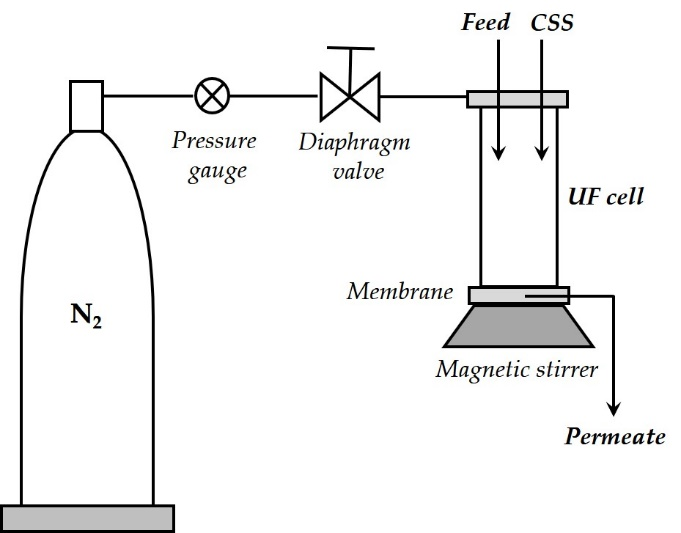 Feed CSS
Pressure
gauge
Diaphragm
valve
UF cell
Membrane
N₂
Magnetic stirrer
Permeate